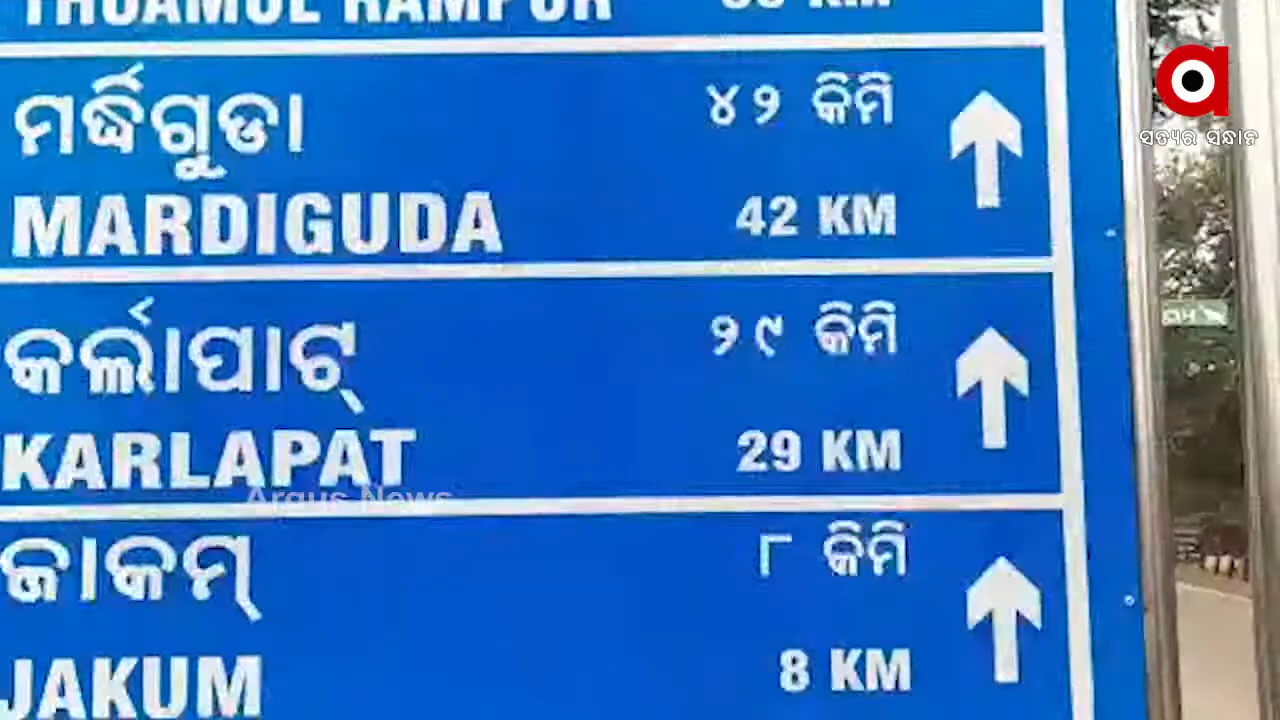 THUAMUL RAMPUR
ମର୍ଦ୍ଧିଗୁଡା ୪୨ କିମି
MARDIGUDA 42 KM
କର୍ଲାପାଟ୍ ୨୯ କିମି
KARLAPAT 29 KM
ଜାକମ୍ ୮ କିମି
JAKUM 8 KM
ସତ୍ୟର ସନ୍ଧାନ
Argus News